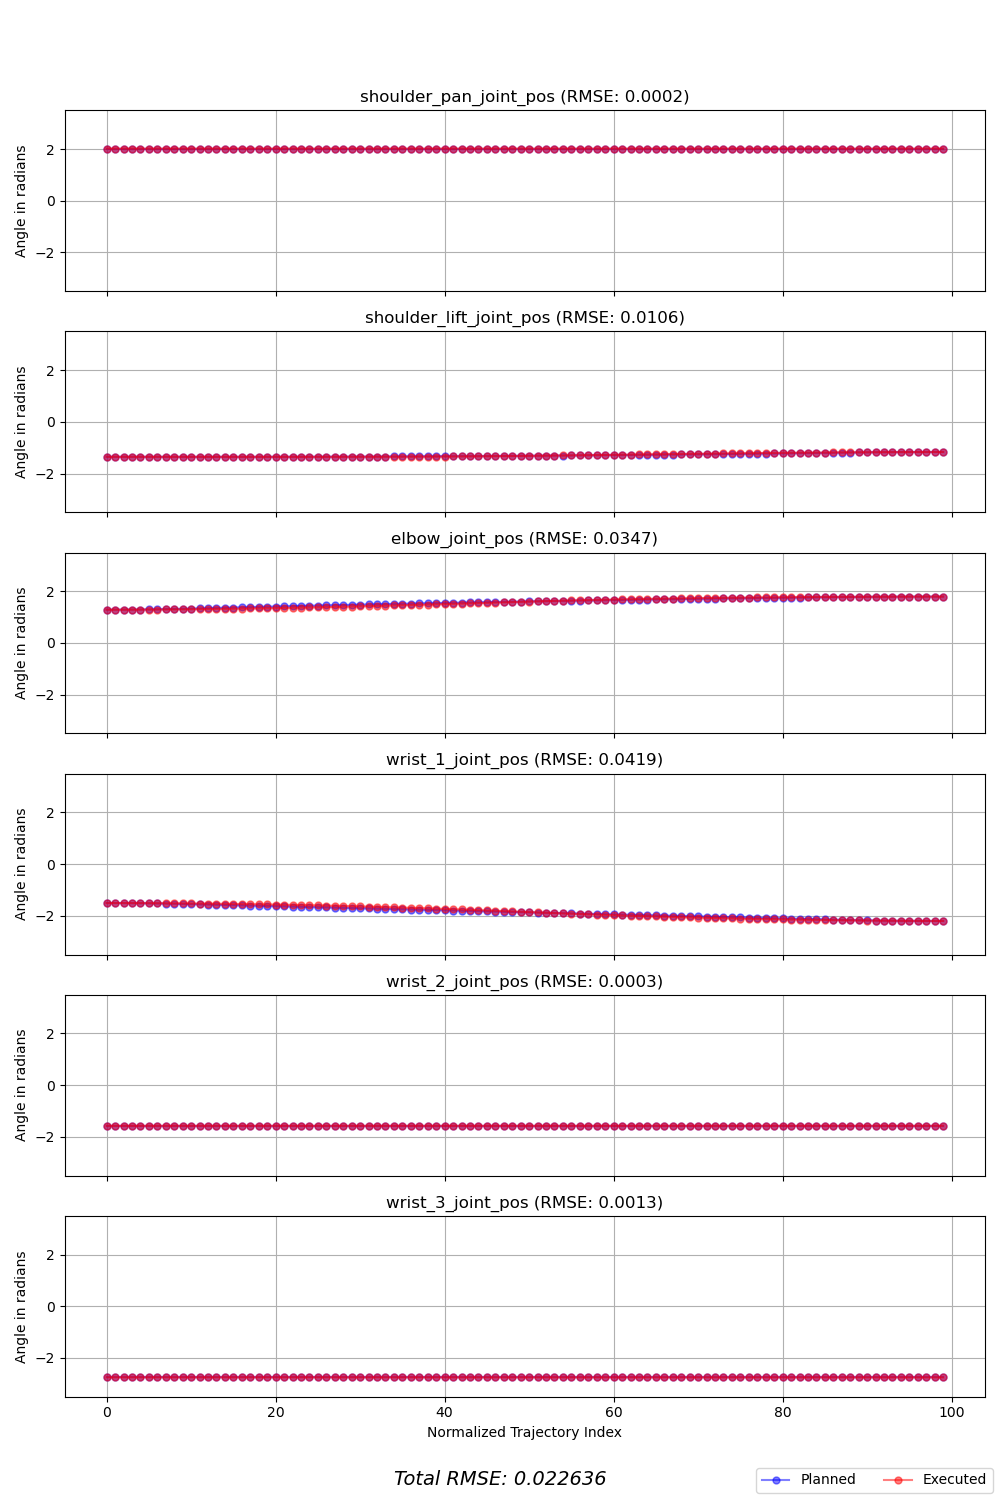 shoulder_pan_joint_pos (RMSE: 0.0002)
Angle in radians
2
0
−2
shoulder_lift_joint_pos (RMSE: 0.0106)
Angle in radians
2
0
−2
elbow_joint_pos (RMSE: 0.0347)
Angle in radians
2
0
−2
wrist_1_joint_pos (RMSE: 0.0419)
Angle in radians
2
0
−2
wrist_2_joint_pos (RMSE: 0.0003)
Angle in radians
2
0
−2
wrist_3_joint_pos (RMSE: 0.0013)
Angle in radians
2
0
−2
0 20 40 60 80 100
Normalized Trajectory Index
Total RMSE: 0.022636
Planned Executed